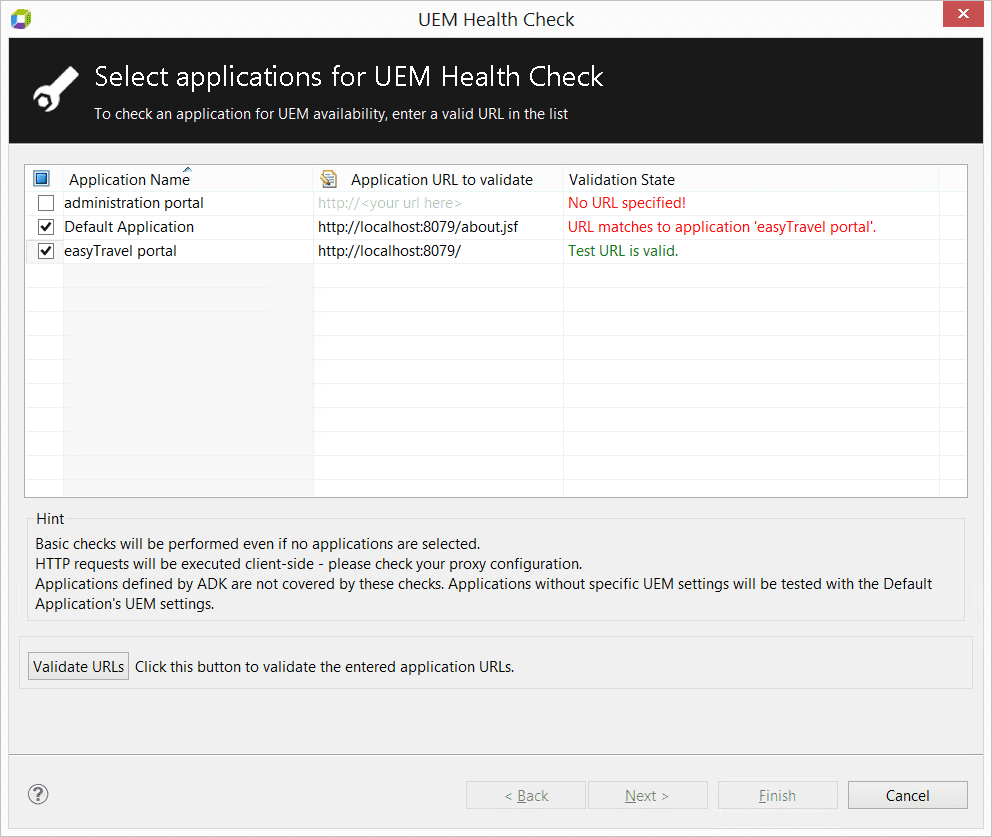 UEM Health Check
Select applications for UEM Health Check
To check an application for UEM availability, enter a valid URL in the list
Application Name Application URL to validate Validation State
administration portal http://<your url here> No URL specified!
Default Application http://localhost:8079/about.jsf URL matches to application 'easyTravel portal'.
easyTravel portal http://localhost:8079/ Test URL is valid.
Hint
Basic checks will be performed even if no applications are selected.
HTTP requests will be executed client-side - please check your proxy configuration.
Applications defined by ADK are not covered by these checks. Applications without specific UEM settings will be tested with the Default
Application's UEM settings.
Validate URLs Click this button to validate the entered application URLs.
? < Back Next > Finish Cancel